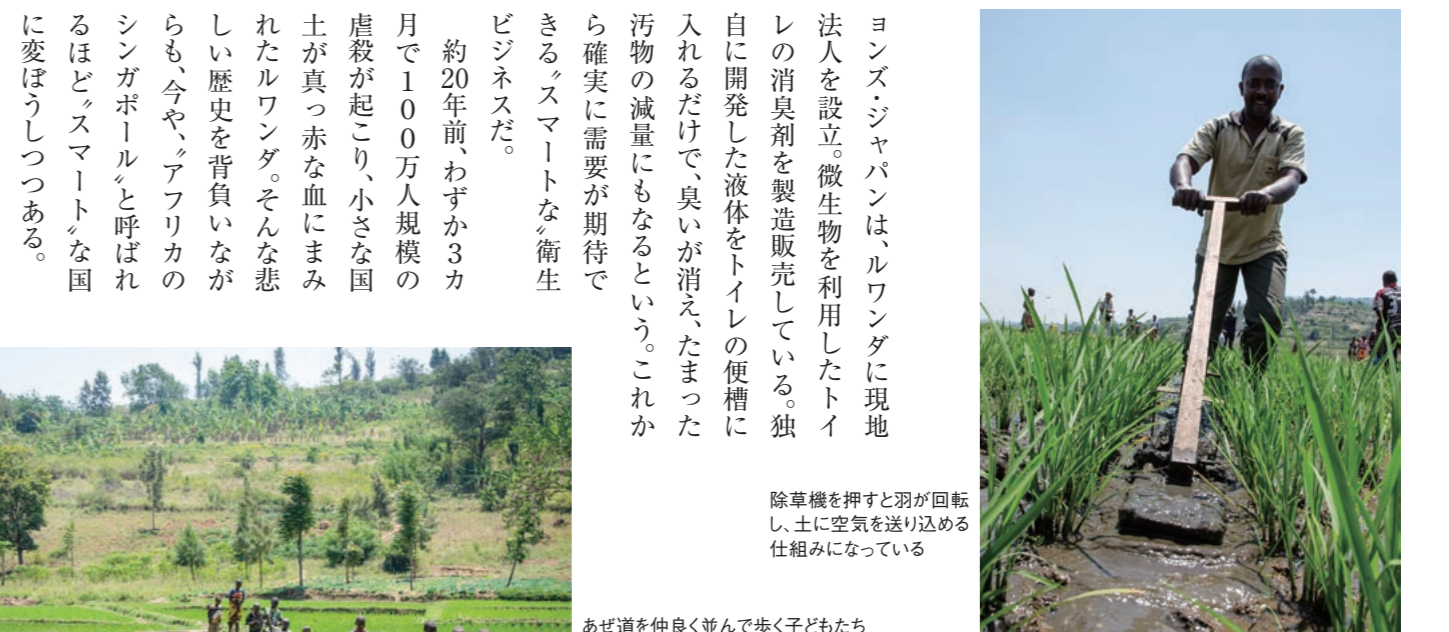 ョンズ・ジャパンは、ルワンダに現地
法人を設立。微生物を利用したトイ
レの消臭剤を製造販売している。独
自に開発した液体をトイレの便槽に
入れるだけで、臭いが消え、たまった
汚物の減量にもなるという。これか
ら確実に需要が期待で
きる〝スマートな〟衛生
ビジネスだ。
約20年前、わずか3カ
月で100万人規模の
虐殺が起こり、小さな国
土が真っ赤な血にまみ
れたルワンダ。そんな悲
しい歴史を背負いなが
らも、今や、〝アフリカの
シンガポール〟と呼ばれ
るほど〝スマート〟な国
に変ぼうしつつある。
除草機を押すと羽が回転
し、土に空気を送り込める
仕組みになっている
あぜ道を仲良く並んで歩く子どもたち